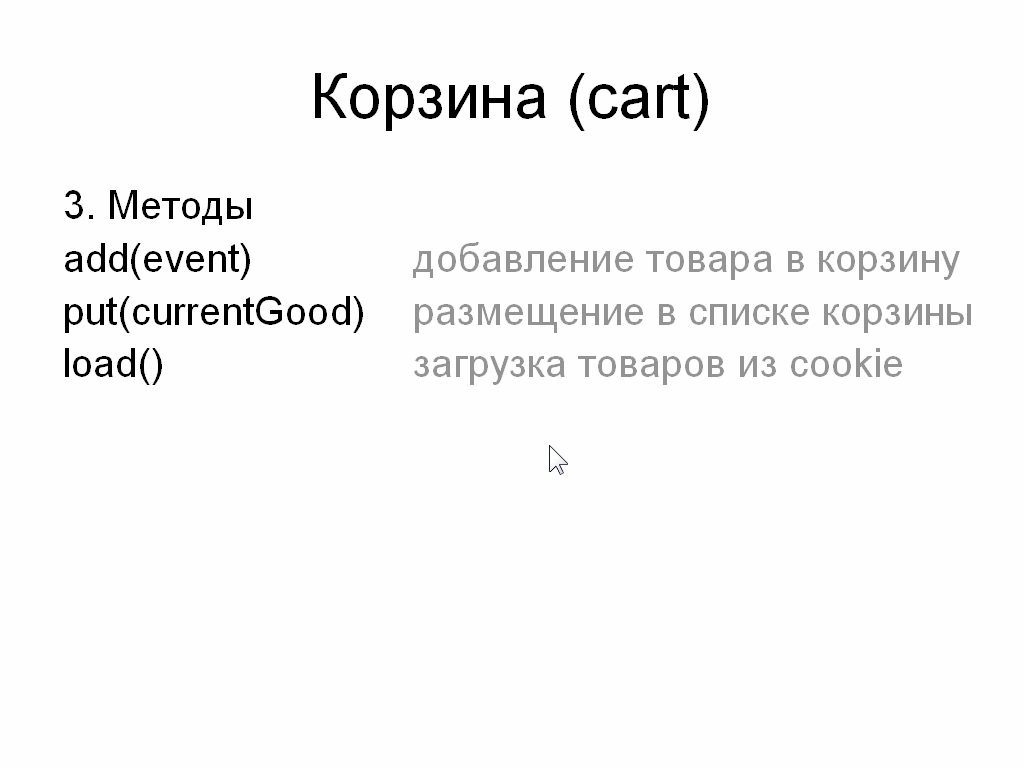 Корзина (cart)
3. Методы
add(event) добавление товара в корзину
put(currentGood) размещение в списке корзины
load() загрузка товаров из cookie